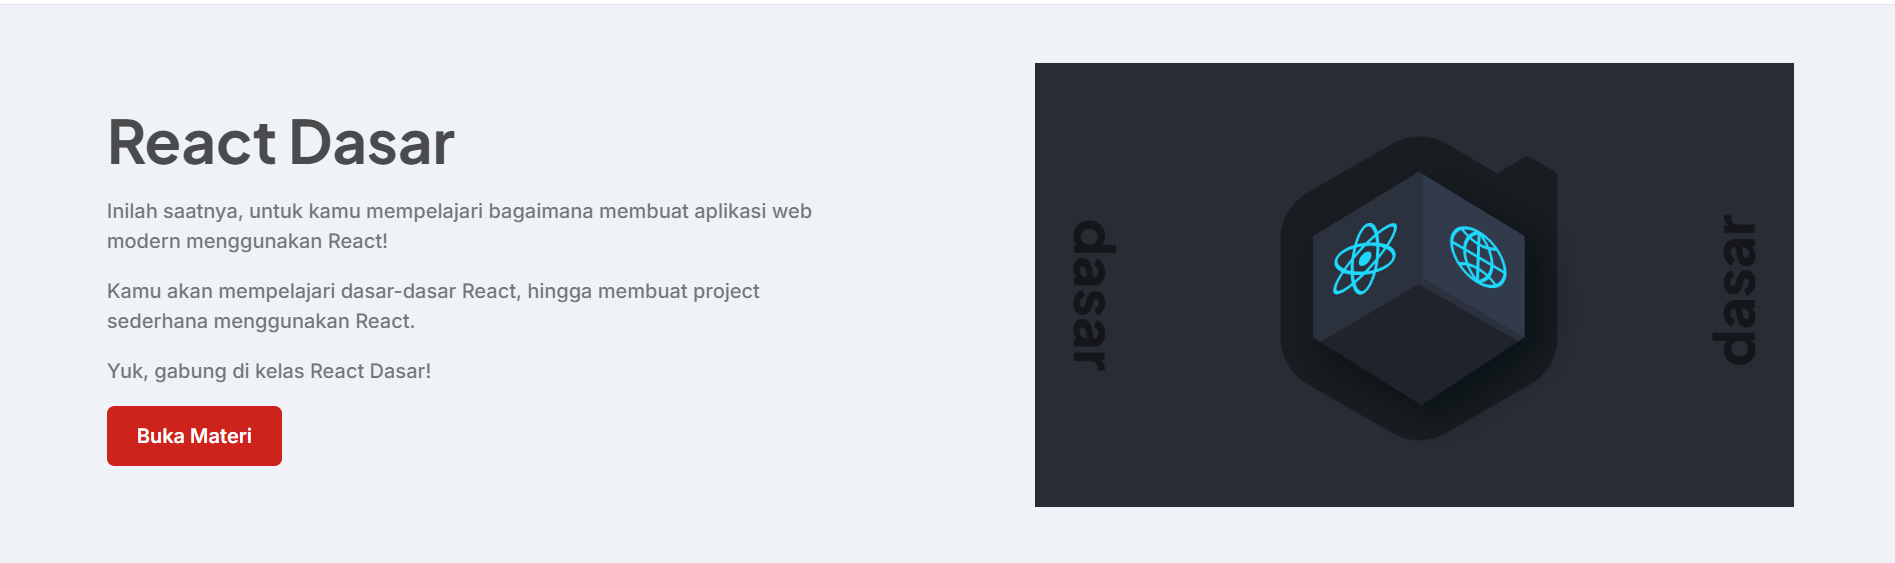 React Dasar
Inilah saatnya, untuk kamu mempelajari bagaimana membuat aplikasi web
modern menggunakan React!
Kamu akan mempelajari dasar-dasar React, hingga membuat project
sederhana menggunakan React.
Yuk, gabung di kelas React Dasar!
Buka Materi
dasar
dasar